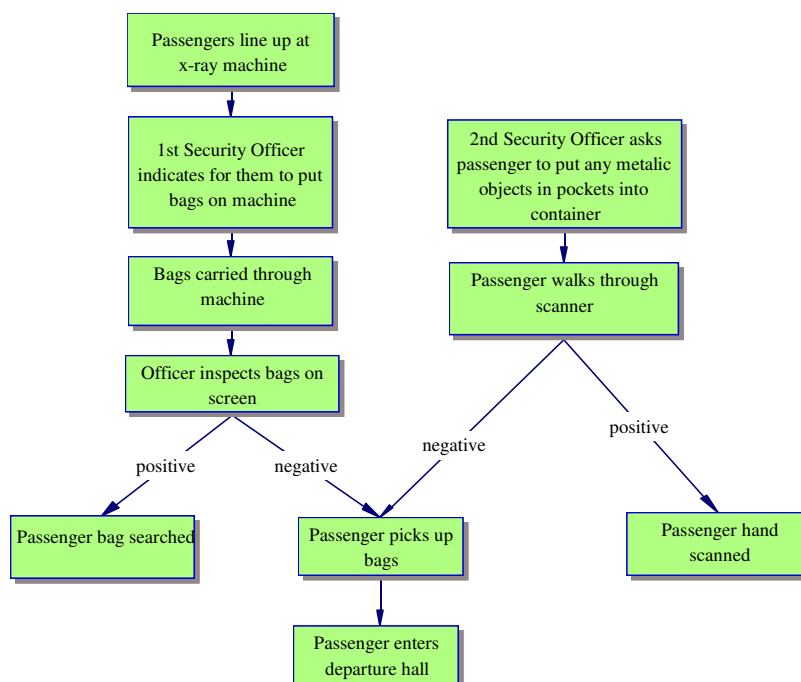 Passengers line up at
x-ray machine
1st Security Officer
indicates for them to put
bags on machine
2nd Security Officer asks
passenger to put any metalic
objects in pockets into
container
Bags carried through
machine
Passenger walks through
scanner
Officer inspects bags on
screen
positive
negative
negative
positive
Passenger bag searched
Passenger picks up
bags
Passenger hand
scanned
Passenger enters
departure hall